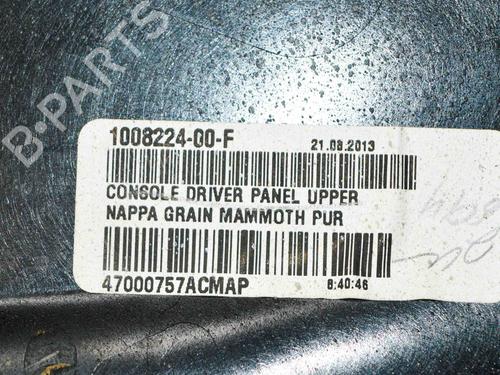 B-PARTS
1008224-00-F 21.08.2013
CONSOLE DRIVER PANEL UPPER
NAPPA GRAIN MAMMOTH PUR
47000757ACMAP 8:40:46